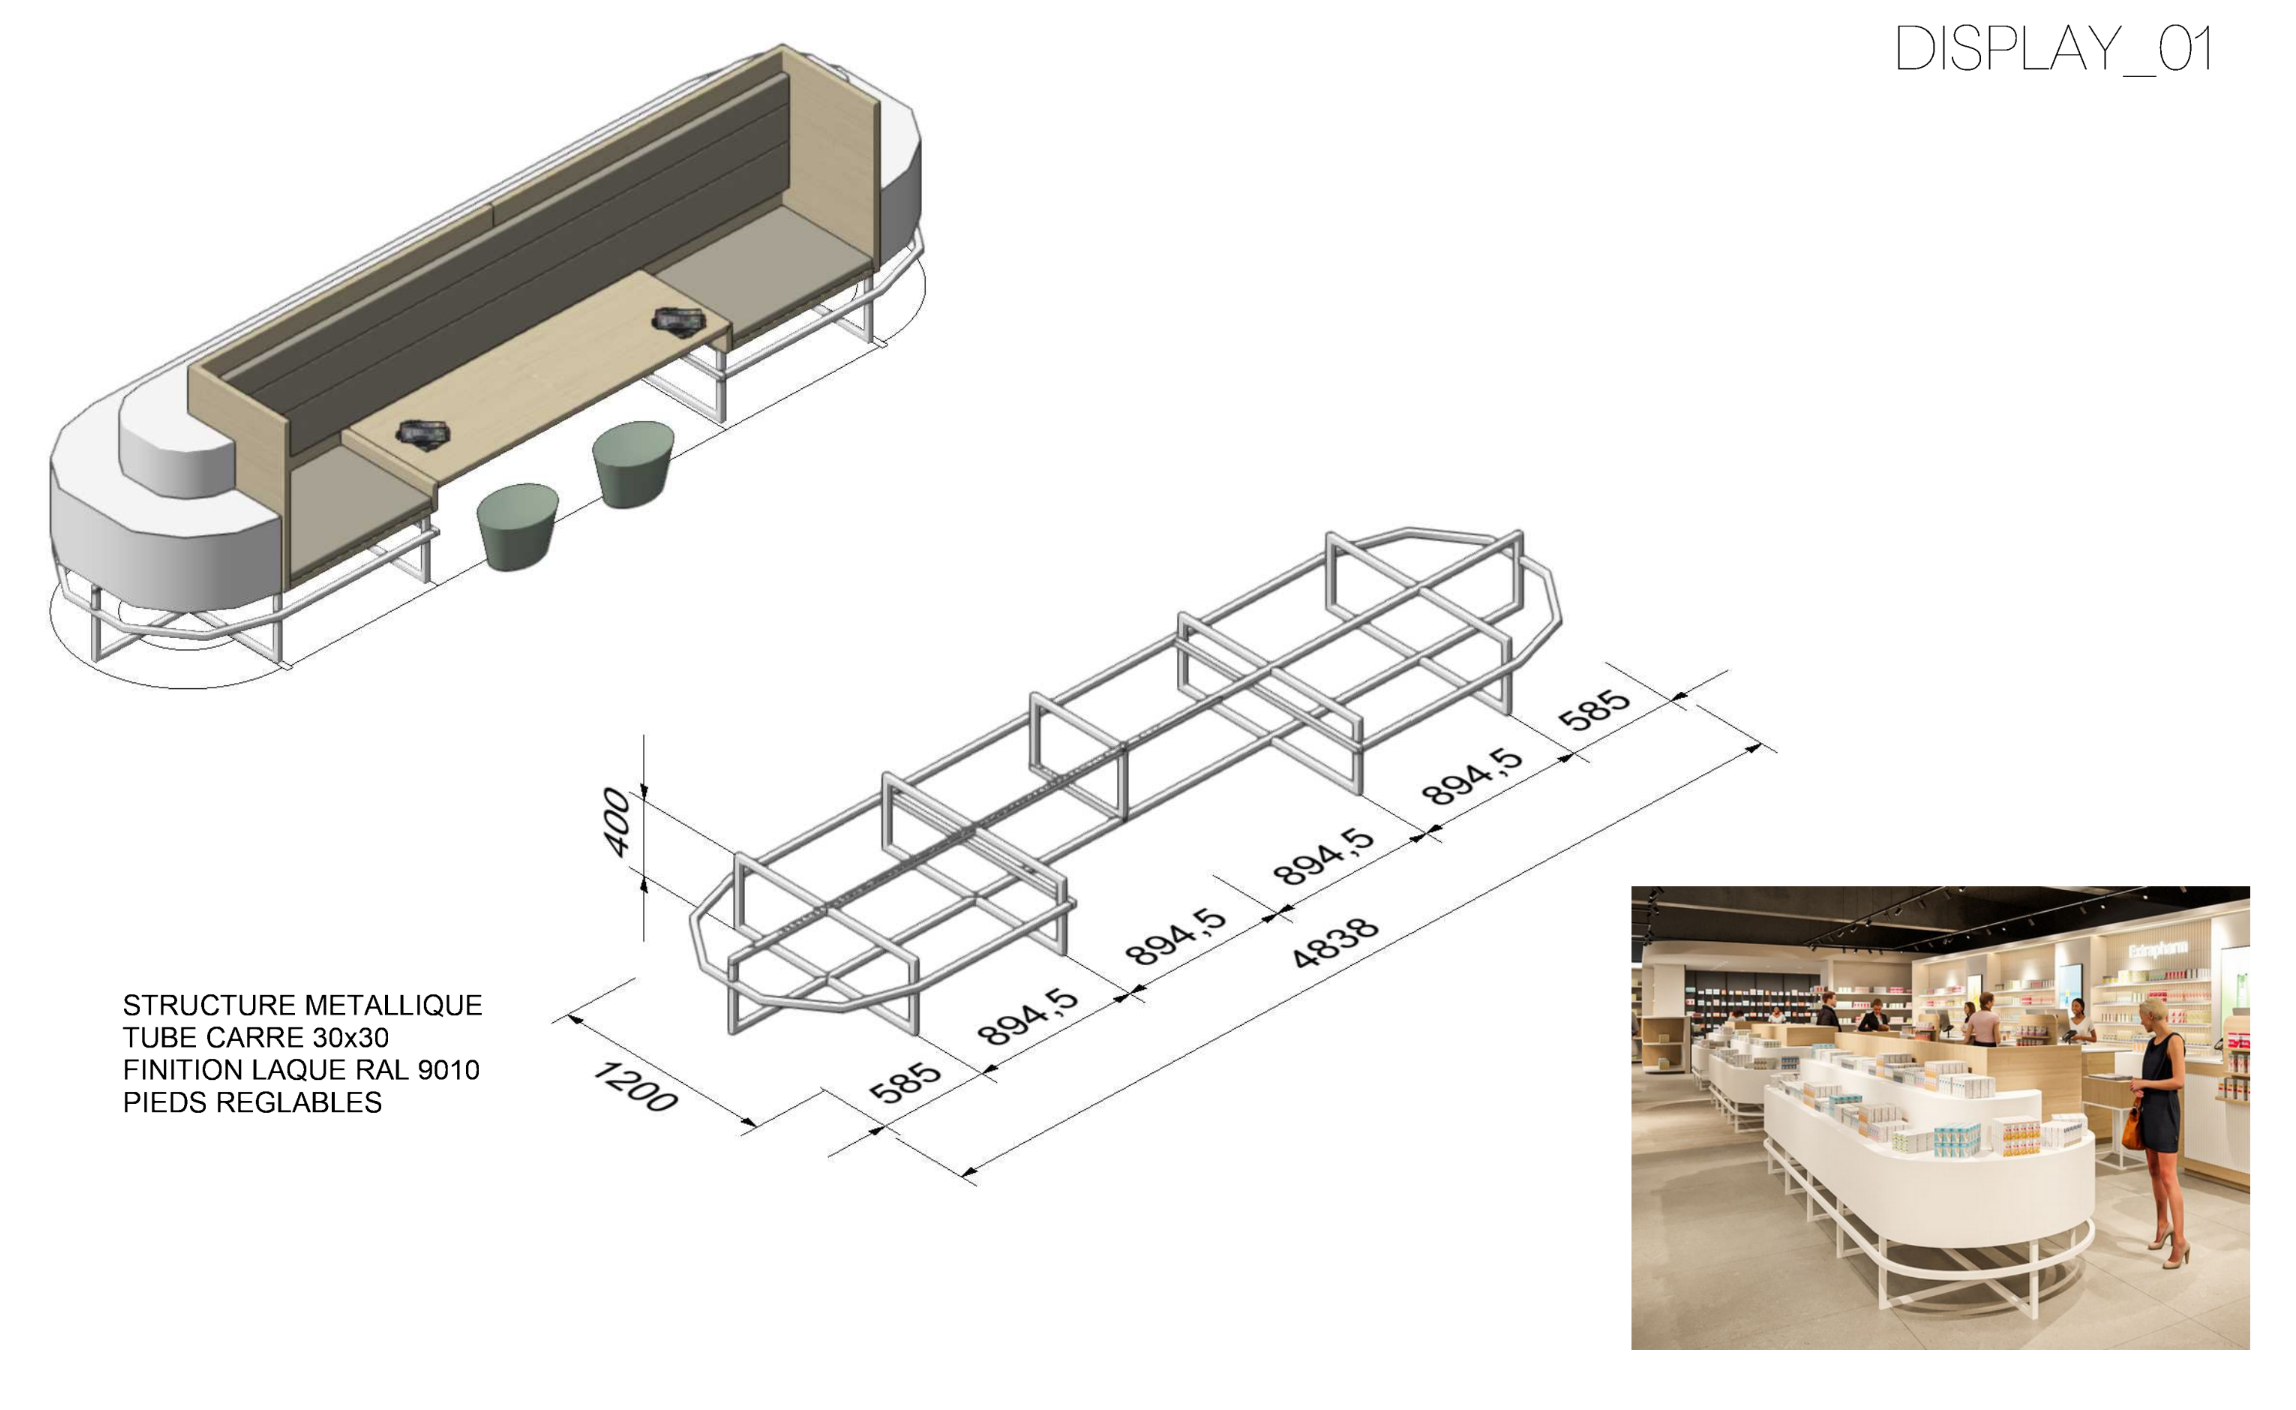 DISPLAY_01
400
585
894,5
894,5
894,5
894,5
585
4838
1200
STRUCTURE METALLIQUE
TUBE CARRE 30x30
FINITION LAQUE RAL 9010
PIEDS REGLABLES